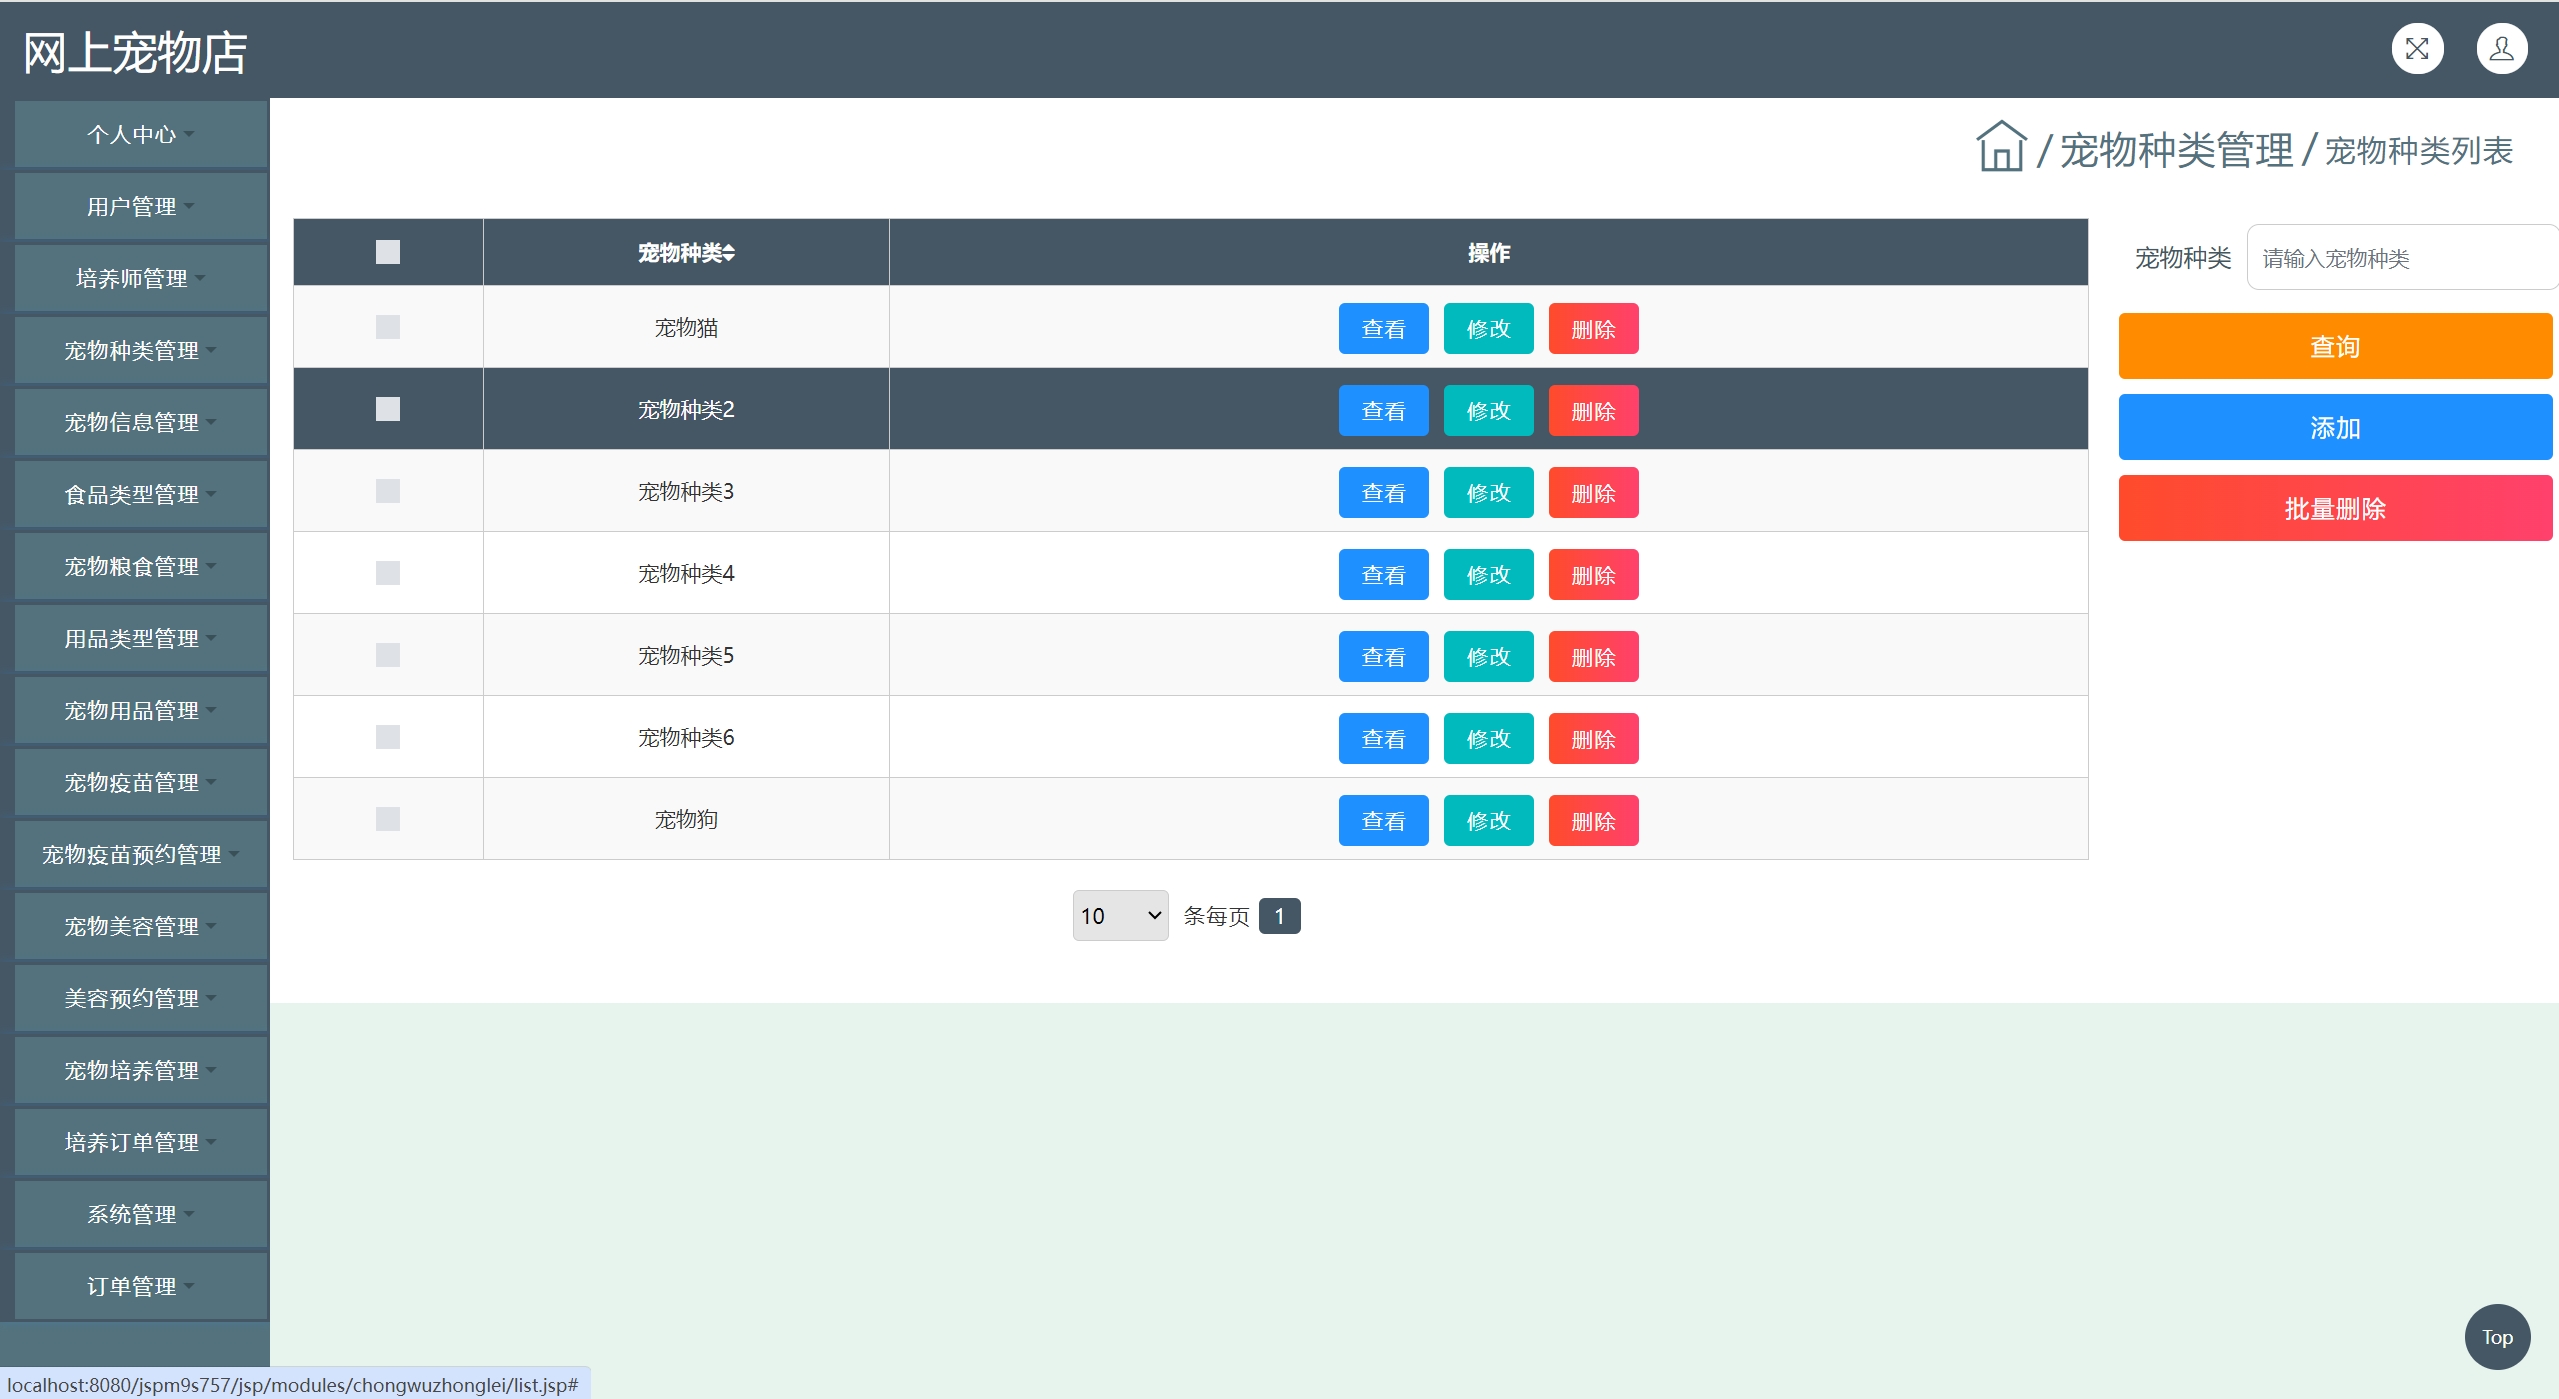 网上宠物店
个人中心
用户管理
培养师管理
宠物种类管理
宠物信息管理
食品类型管理
宠物粮食管理
用品类型管理
宠物用品管理
宠物疫苗管理
宠物疫苗预约管理
宠物美容管理
美容预约管理
宠物培养管理
培养订单管理
系统管理
订单管理
/ 宠物种类管理 / 宠物种类列表
宠物种类 操作
宠物猫 查看 修改 删除
宠物种类2 查看 修改 删除
宠物种类3 查看 修改 删除
宠物种类4 查看 修改 删除
宠物种类5 查看 修改 删除
宠物种类6 查看 修改 删除
宠物狗 查看 修改 删除
10 条每页 1
宠物种类 请输入宠物种类
查询
添加
批量删除
Top
localhost:8080/jspm9s757/jsp/modules/chongwuzhonglei/list.jsp#